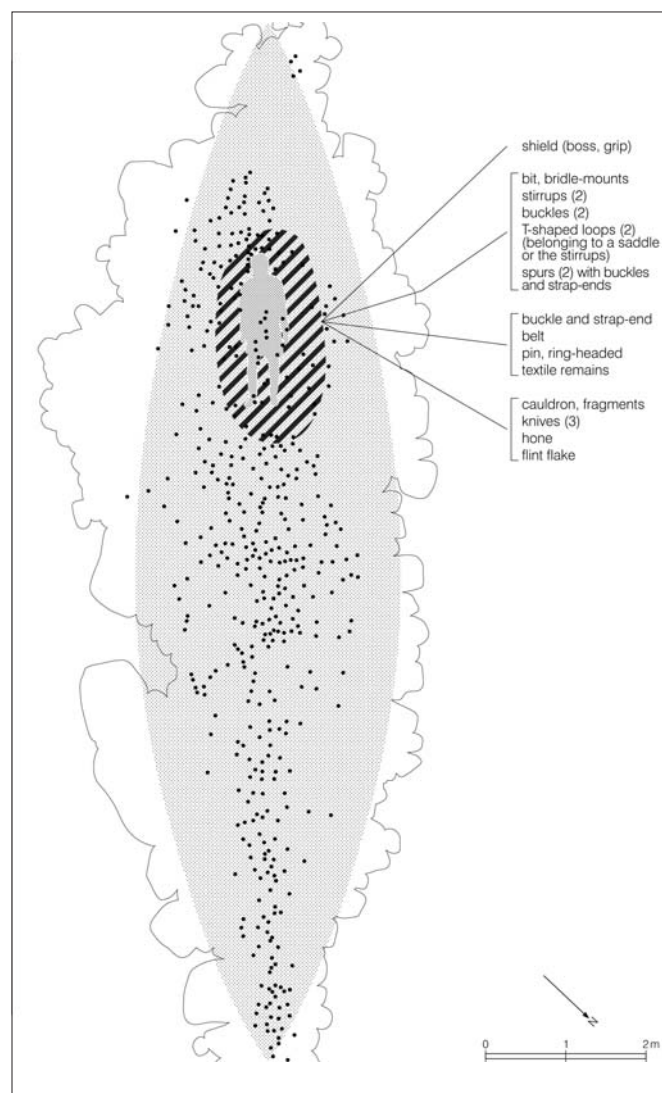 shield (boss, grip)
bit, bridle-mounts
stirrups (2)
buckles (2)
T-shaped loops (2)
(belonging to a saddle
or the stirrups)
spurs (2) with buckles
and strap-ends
buckle and strap-end
belt
pin, ring-headed
textile remains
cauldron, fragments
knives (3)
hone
flint flake
N
0 1 2 m